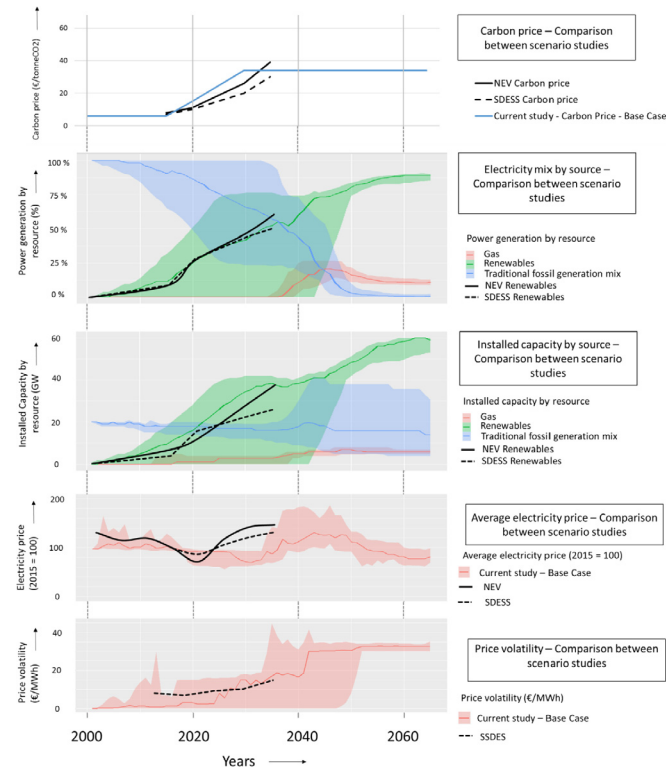 60
40
20
0
Carbon price (€/tonneCO2)
Carbon price – Comparison
between scenario studies
NEV Carbon price
SDESS Carbon price
Current study - Carbon Price - Base Case
100 %
75%
50 %
25 %
0 %
Power generation by
resource (%)
Electricity mix by source –
Comparison between scenario
studies
Power generation by resource
Gas
Renewables
Traditional fossil generation mix
NEV Renewables
SDESS Renewables
60
40
20
0
Installed Capacity by
resource (GW
Installed capacity by source –
Comparison between scenario
studies
Installed capacity by resource
Gas
Renewables
Traditional fossil generation mix
NEV Renewables
SDESS Renewables
200
100
0
Electricity price
(2015 = 100)
Average electricity price – Comparison
between scenario studies
Average electricity price (2015 = 100)
Current study – Base Case
NEV
SDESS
40
20
0
Price volatility
(€/MWh)
Price volatility – Comparison between
scenario studies
Price volatility (€/MWh)
Current study – Base Case
SSDES
2000
2020
2040
2060
Years